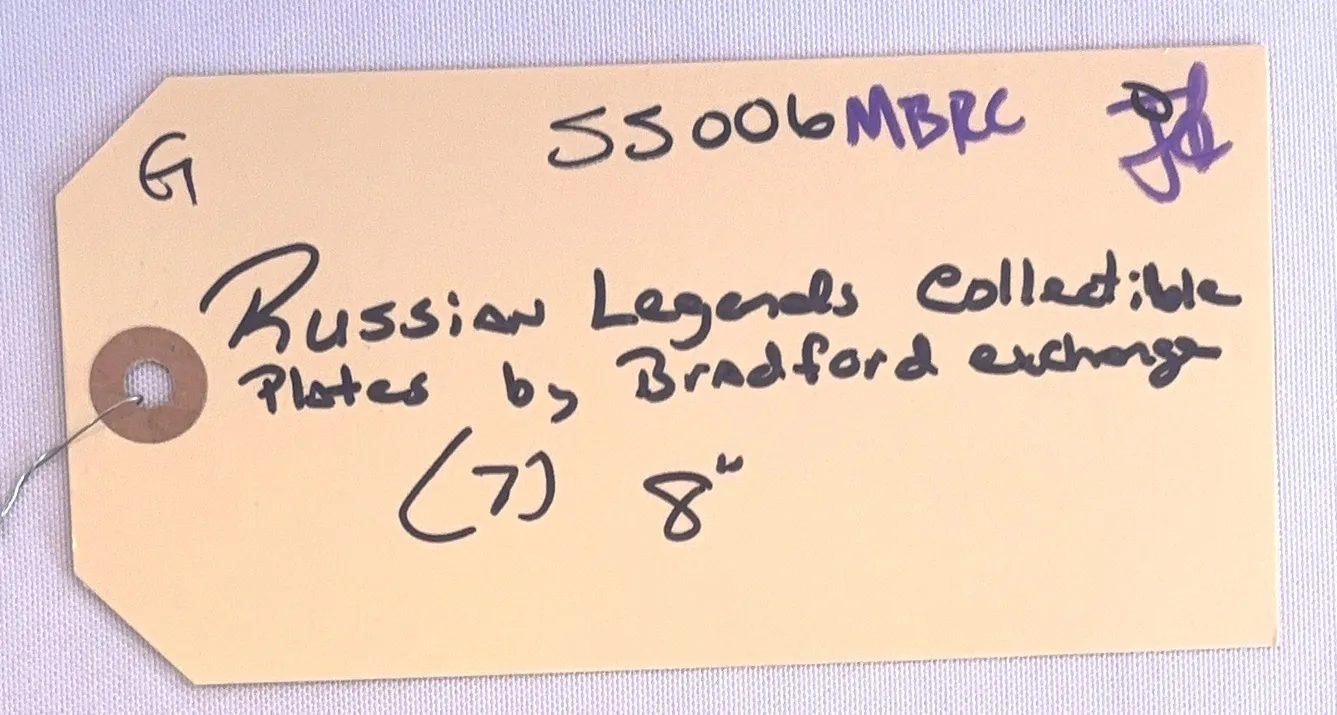 G
SS006MBRC
Russian Legends Collectible
Plates by Bradford exchange
(7) 8"